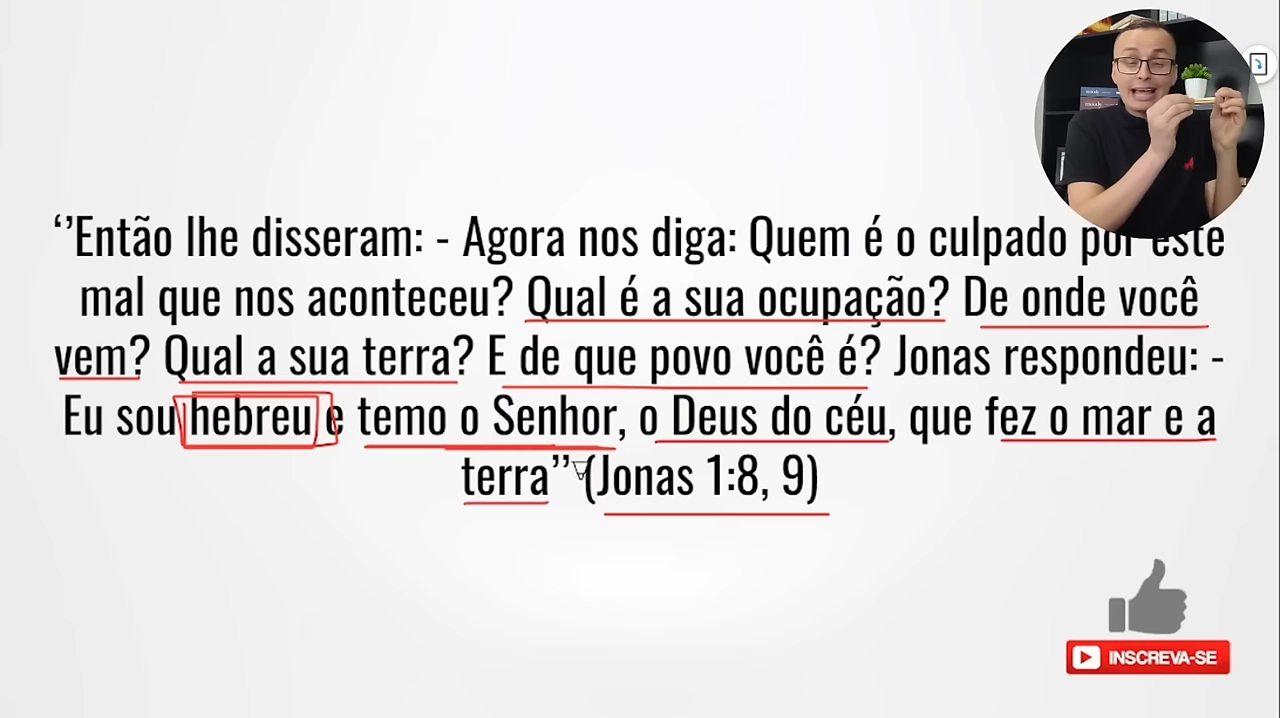 ‘’Então lhe disseram: - Agora nos diga: Quem é o culpado por este
mal que nos aconteceu? Qual é a sua ocupação? De onde você
vem? Qual a sua terra? E de que povo você é? Jonas respondeu: -
Eu sou hebreu e temo o Senhor, o Deus do céu, que fez o mar e a
terra’’ (Jonas 1:8, 9)
INSCREVA-SE